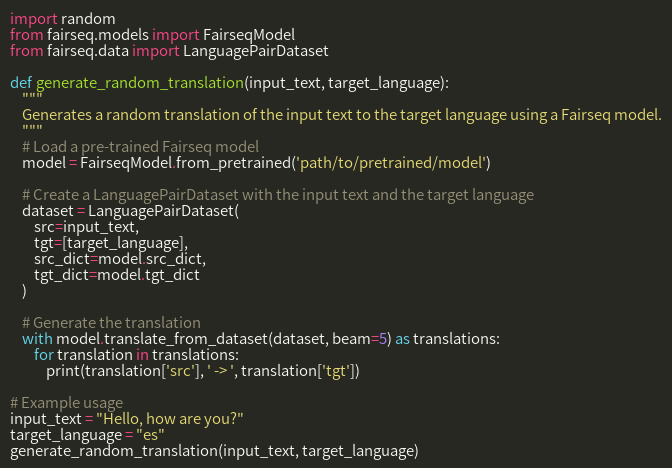 import random
from fairseq.models import FairseqModel
from fairseq.data import LanguagePairDataset

def generate_random_translation(input_text, target_language):
    """
    Generates a random translation of the input text to the target language using a Fairseq model.
    """
    # Load a pre-trained Fairseq model
    model = FairseqModel.from_pretrained('path/to/pretrained/model')

    # Create a LanguagePairDataset with the input text and the target language
    dataset = LanguagePairDataset(
        src=input_text,
        tgt=[target_language],
        src_dict=model.src_dict,
        tgt_dict=model.tgt_dict
    )

    # Generate the translation
    with model.translate_from_dataset(dataset, beam=5) as translations:
        for translation in translations:
            print(translation['src'], ' -> ', translation['tgt'])

# Example usage
input_text = "Hello, how are you?"
target_language = "es"
generate_random_translation(input_text, target_language)